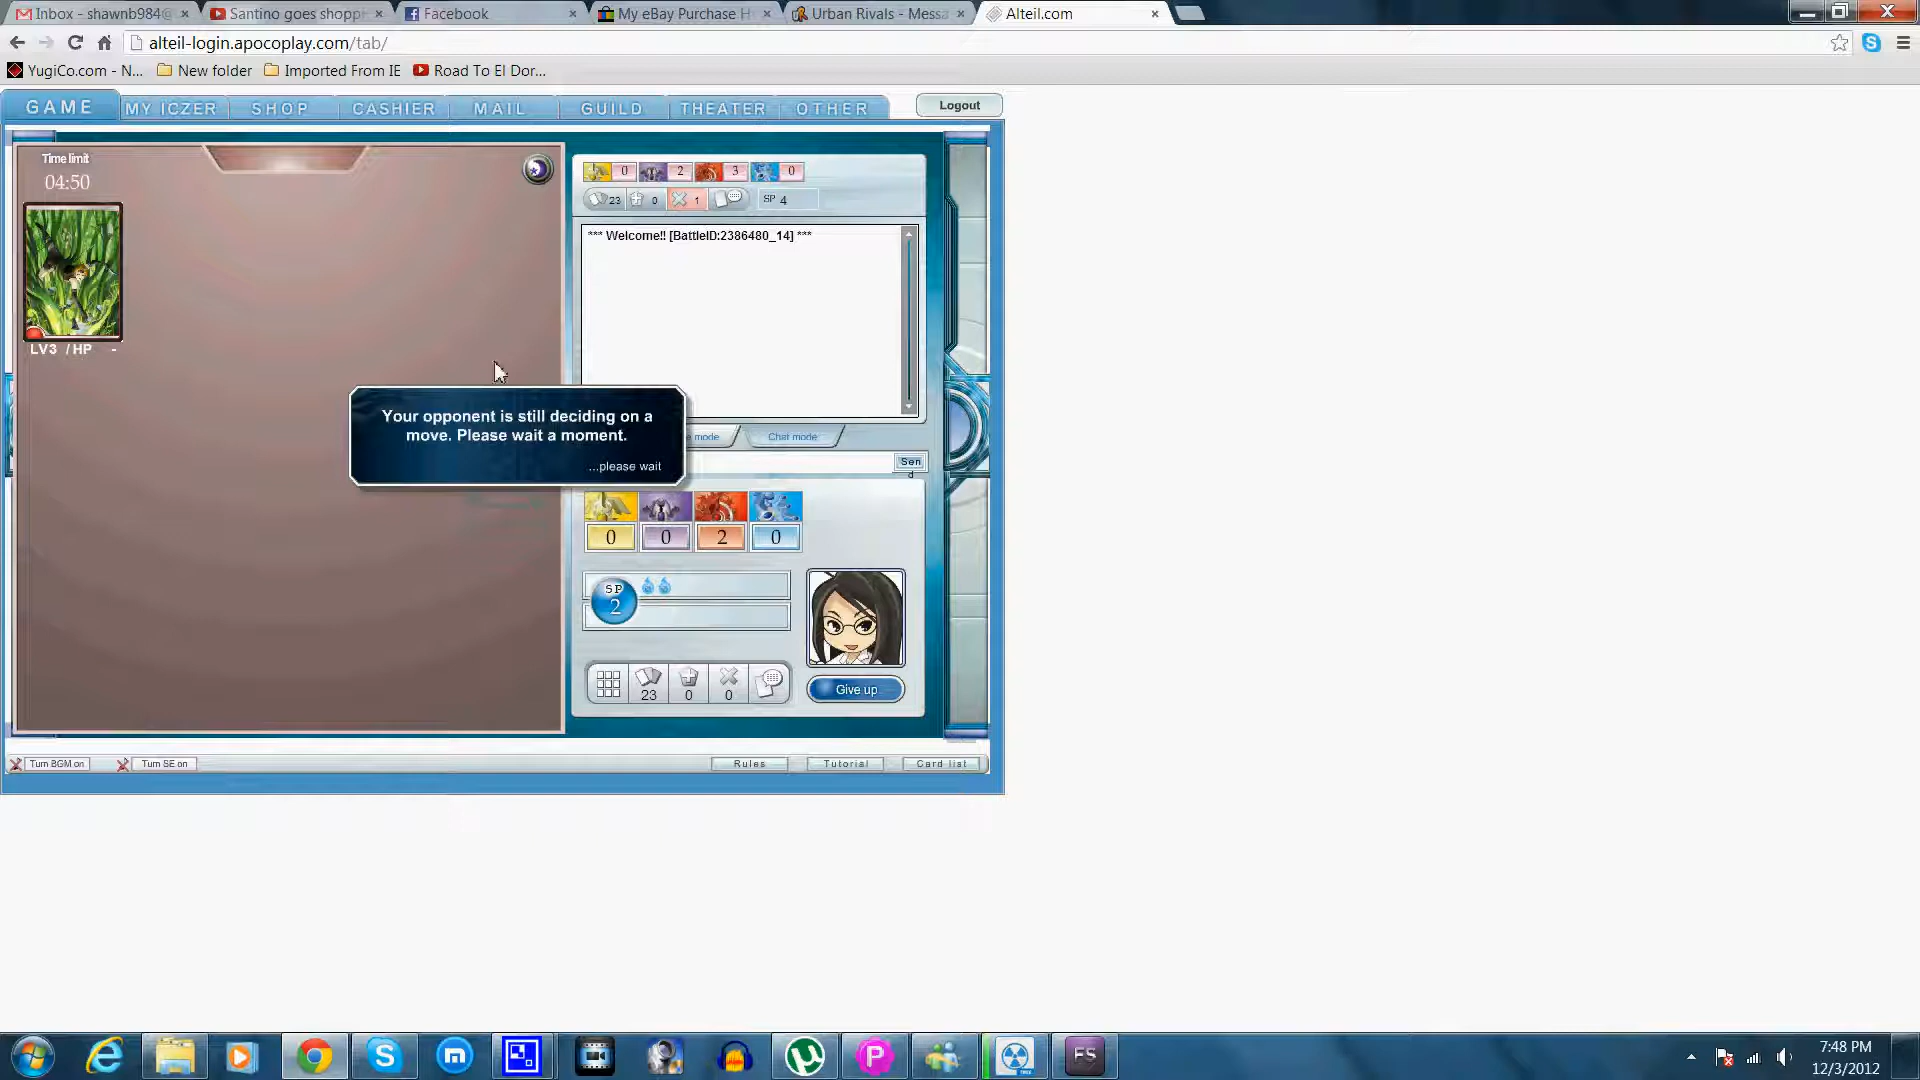 Inbox - shawnb984@
Santino goes shopp
Facebook
My eBay Purchase H
Urban Rivals - Messa
Alteil.com
alteil-login.apocoplay.com/tab/
YugiCo.com - N...
New folder
Imported From IE
Road To El Dor...
GAME
MY ICZER
SHOP
CASHIER
MAIL
GUILD
THEATER
OTHER
Logout
Time limit
04:50
LV3 /HP -
0 2 3 0
23 0 1 SP 4
*** Welcome!! [BattleID:2386480_14] ***
Your opponent is still deciding on a
move. Please wait a moment.
...please wait
e mode
Chat mode
Sen
d
0 0 2 0
SP
2
23 0 0
Give up
Turn BGM on
Turn SE on
Rules
Tutorial
Card list
7:48 PM
12/3/2012